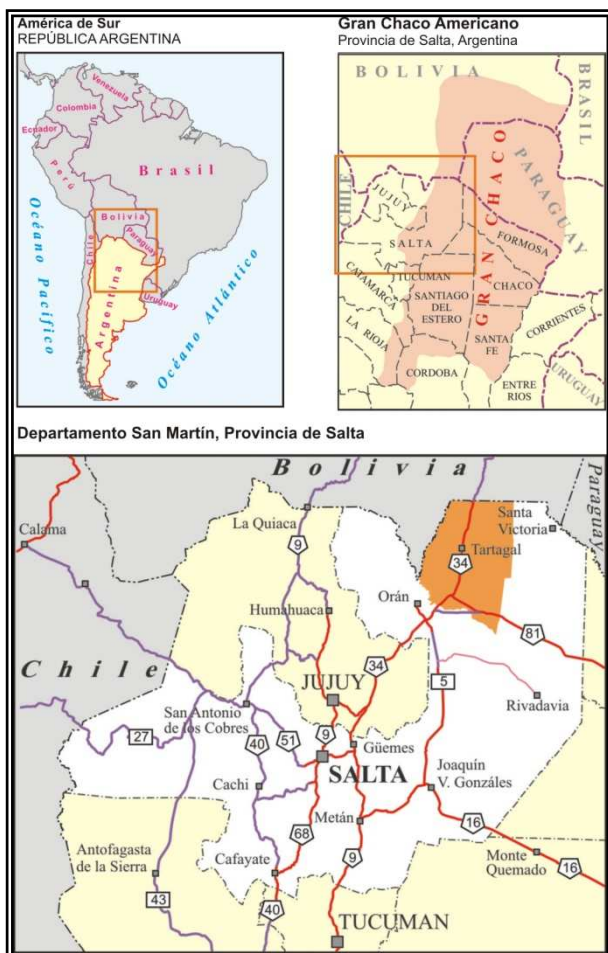 América de Sur
REPÚBLICA ARGENTINA
Venezuela
Colombia
Ecuador
Perú
Brasil
Bolivia
Paraguay
Chile
Argentina
Uruguay
Océano Pacífico
Océano Atlántico
Gran Chaco Americano
Provincia de Salta, Argentina
BOLIVIA
BRASIL
PARAGUAY
CHILE
GRAN CHACO
JUJUY
SALTA
FORMOSA
TUCUMAN
CATAMARCA
SANTIAGO
DEL
ESTERO
CHACO
CORRIENTES
LA RIOJA
SANTA
FE
CORDOBA
ENTRE
RIOS
URUGUAY
Departamento San Martín, Provincia de Salta
Bolivia
Paraguay
Calama
La Quiaca
Santa
Victoria
9
Tartagal
34
Humahuaca
Orán
81
Chile
34
JUJUY
5
Rivadavia
San Antonio
de los Cobres
27
40
51
9
Güemes
SALTA
Joaquín
V. Gonzáles
Cachi
68
Metán
16
Antofagasta
de la Sierra
Cafayate
9
Monte
Quemado
16
43
40
TUCUMAN